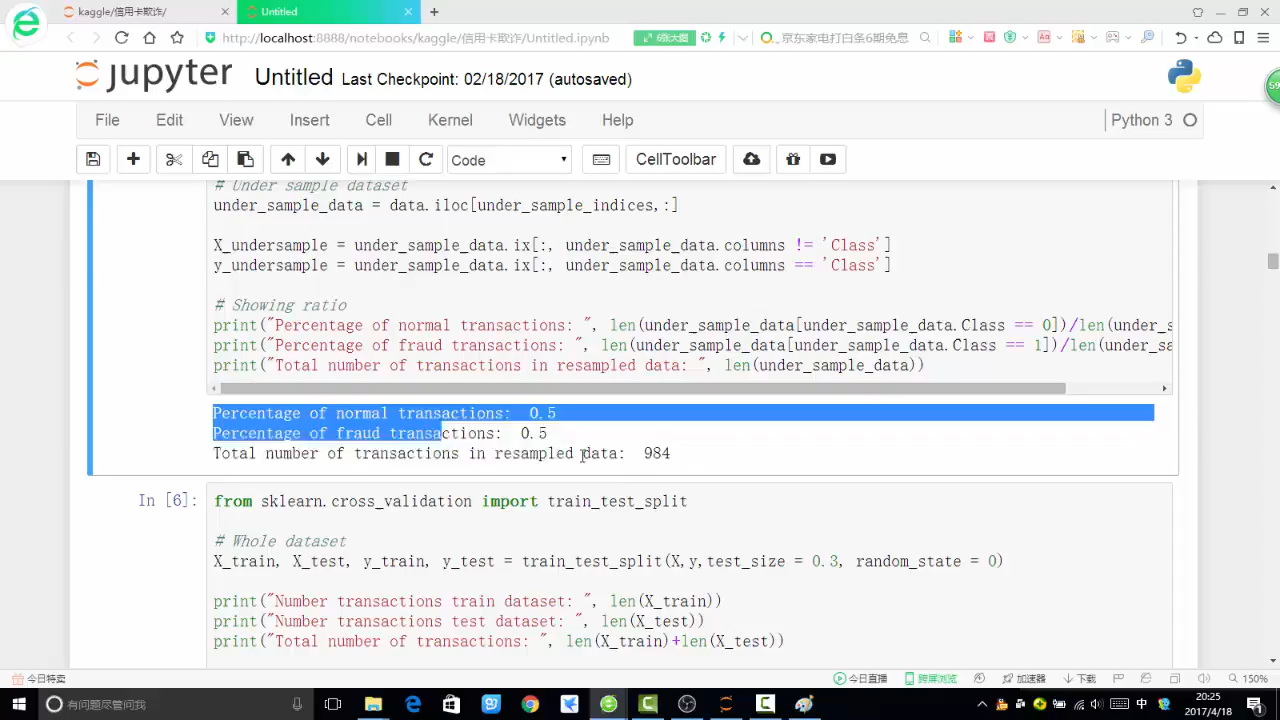 kaggle/信用卡欺诈/
Untitled
http://localhost:8888/notebooks/kaggle/信用卡欺诈/Untitled.ipynb
6张大图
京东家电打白条6期免息
jupyter Untitled Last Checkpoint: 02/18/2017 (autosaved)
59
File Edit View Insert Cell Kernel Widgets Help Python 3
Code CellToolbar
# Under sample dataset
under_sample_data = data.iloc[under_sample_indices,:]
X_undersample = under_sample_data.ix[:, under_sample_data.columns != 'Class']
y_undersample = under_sample_data.ix[:, under_sample_data.columns == 'Class']
# Showing ratio
print("Percentage of normal transactions: ", len(under_sample_data[under_sample_data.Class == 0])/len(under_s
print("Percentage of fraud transactions: ", len(under_sample_data[under_sample_data.Class == 1])/len(under_sa
print("Total number of transactions in resampled data: ", len(under_sample_data))
Percentage of normal transactions:  0.5
Percentage of fraud transactions:  0.5
Total number of transactions in resampled data:  984
In [6]: from sklearn.cross_validation import train_test_split
# Whole dataset
X_train, X_test, y_train, y_test = train_test_split(X,y,test_size = 0.3, random_state = 0)
print("Number transactions train dataset: ", len(X_train))
print("Number transactions test dataset: ", len(X_test))
print("Total number of transactions: ", len(X_train)+len(X_test))
今日特卖
今日直播 跨屏浏览 加速器 下载 150%
有问题尽管问我
中
20:25
2017/4/18